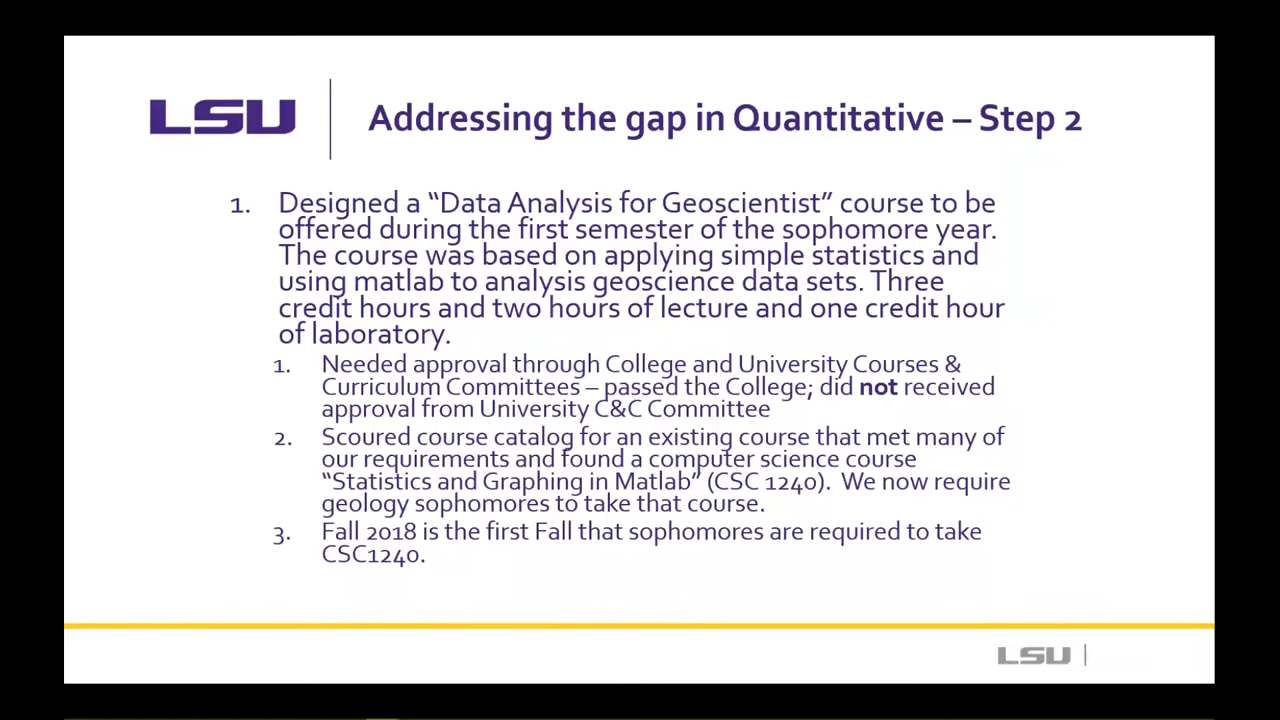 LSU
Addressing the gap in Quantitative – Step 2
1. Designed a “Data Analysis for Geoscientist” course to be
offered during the first semester of the sophomore year.
The course was based on applying simple statistics and
using matlab to analysis geoscience data sets. Three
credit hours and two hours of lecture and one credit hour
of laboratory.
1. Needed approval through College and University Courses &
Curriculum Committees – passed the College; did not received
approval from University C&C Committee
2. Scoured course catalog for an existing course that met many of
our requirements and found a computer science course
“Statistics and Graphing in Matlab” (CSC 1240). We now require
geology sophomores to take that course.
3. Fall 2018 is the first Fall that sophomores are required to take
CSC1240.
LSU